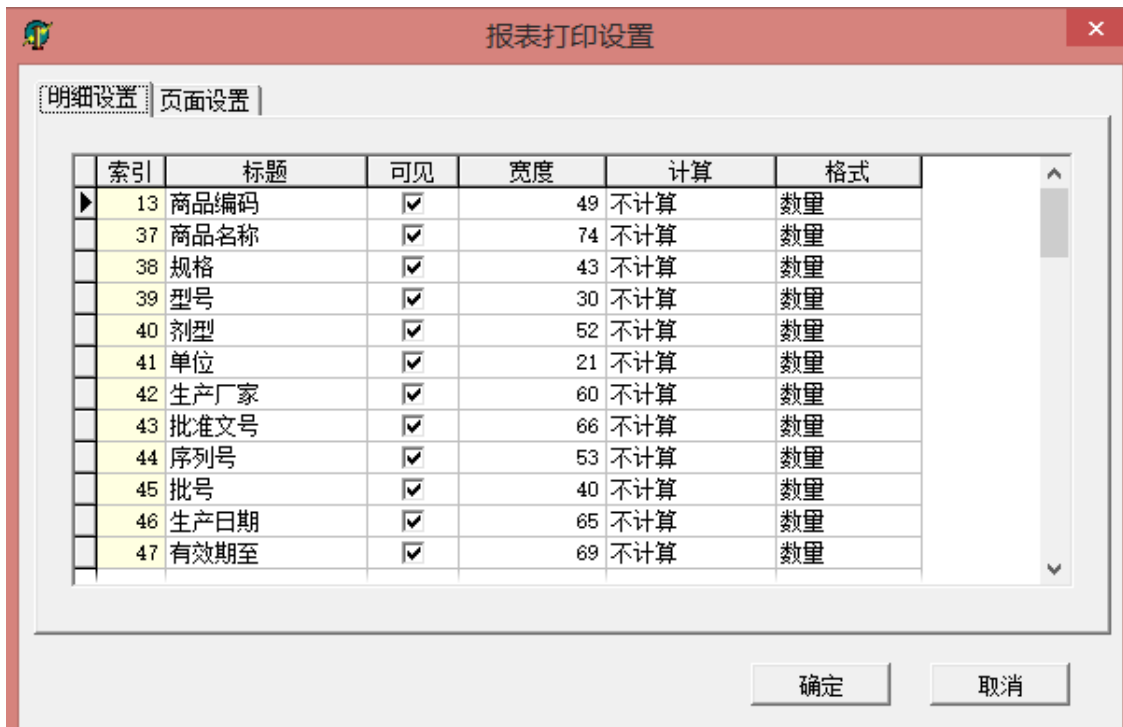 报表打印设置
明细设置 页面设置
索引 标题 可见 宽度 计算 格式
13 商品编码 49 不计算 数量
37 商品名称 74 不计算 数量
38 规格 43 不计算 数量
39 型号 30 不计算 数量
40 剂型 52 不计算 数量
41 单位 21 不计算 数量
42 生产厂家 60 不计算 数量
43 批准文号 66 不计算 数量
44 序列号 53 不计算 数量
45 批号 40 不计算 数量
46 生产日期 65 不计算 数量
47 有效期至 69 不计算 数量
确定 取消